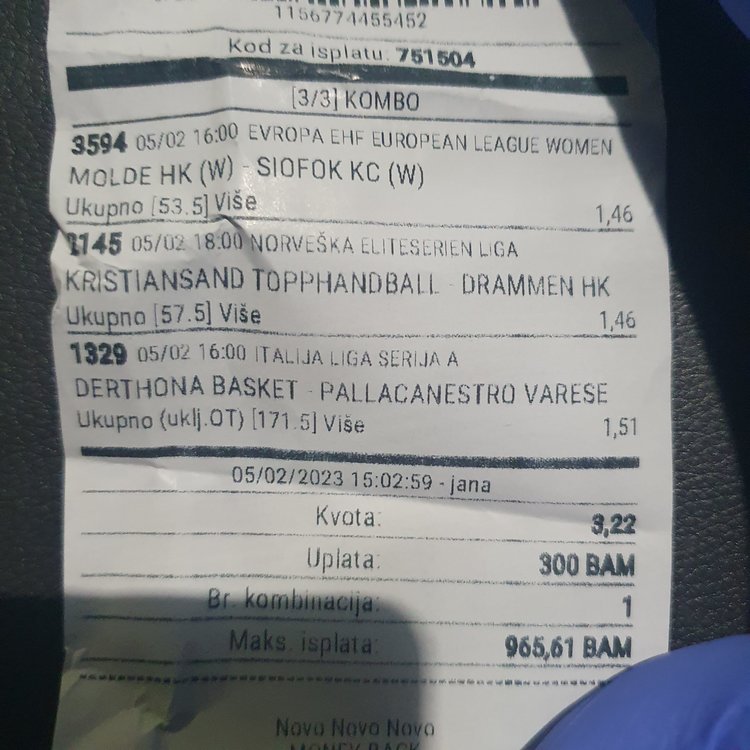 1156774455452
Kod za isplatu: 751504
[3/3] KOMBO
3594 05/02 16:00 EVROPA EHF EUROPEAN LEAGUE WOMEN
MOLDE HK (W) - SIOFOK KC (W)
Ukupno [53.5] Više 1,46
1145 05/02 18:00 NORVEŠKA ELITESERIEN LIGA
KRISTIANSAND TOPPHANDBALL - DRAMMEN HK
Ukupno [57.5] Više 1,46
1329 05/02 16:00 ITALIJA LIGA SERIJA A
DERTHONA BASKET - PALLACANESTRO VARESE
Ukupno (uklj.OT) [171.5] Više 1,51
05/02/2023 15:02:59 - jana
Kvota: 3,22
Uplata: 300 BAM
Br. kombinacija: 1
Maks. isplata: 965,61 BAM
Novo Novo Novo
MONEY BACK